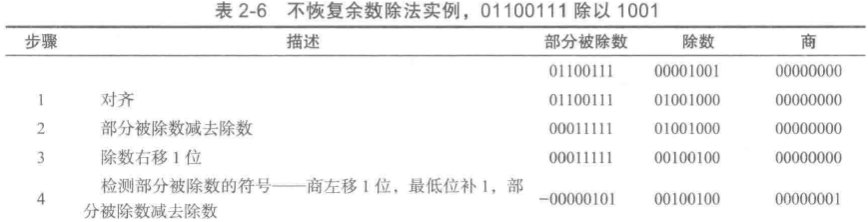 表 2-6 不恢复余数除法实例，01100111 除以 1001
步骤 描述 部分被除数 除数 商
01100111 00001001 00000000
1 对齐 01100111 01001000 00000000
2 部分被除数减去除数 00011111 01001000 00000000
3 除数右移 1 位 00011111 00100100 00000000
4 检测部分被除数的符号——商左移 1 位，最低位补 1，部
分被除数减去除数 -00000101 00100100 00000001